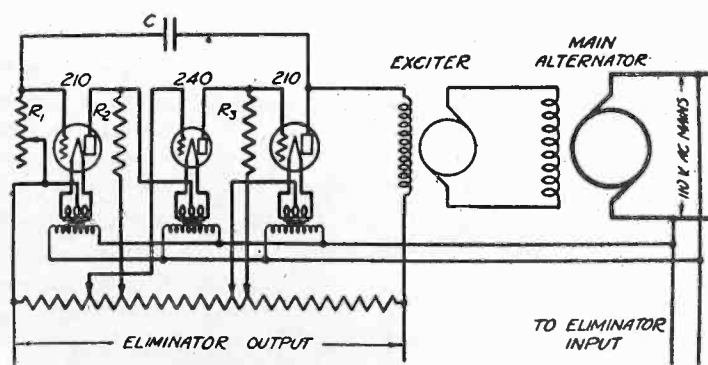 C
210
240
210
R1
R2
R3
EXCITER
MAIN
ALTERNATOR
110 V AC MAINS
ELIMINATOR OUTPUT
TO ELIMINATOR
INPUT